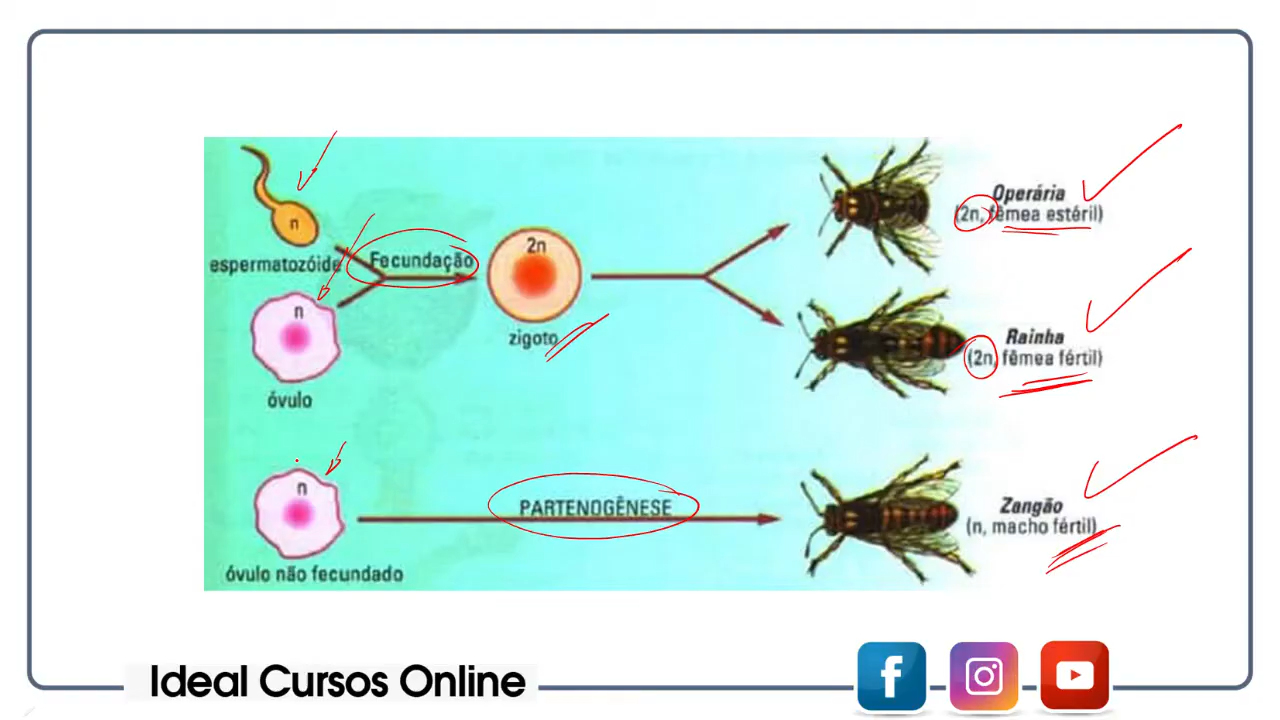 n
espermatozóide
Fecundação
2n
zigoto
n
óvulo
Operária
(2n, fêmea estéril)
Rainha
(2n, fêmea fértil)
n
óvulo não fecundado
PARTENOGÊNESE
Zangão
(n, macho fértil)
Ideal Cursos Online